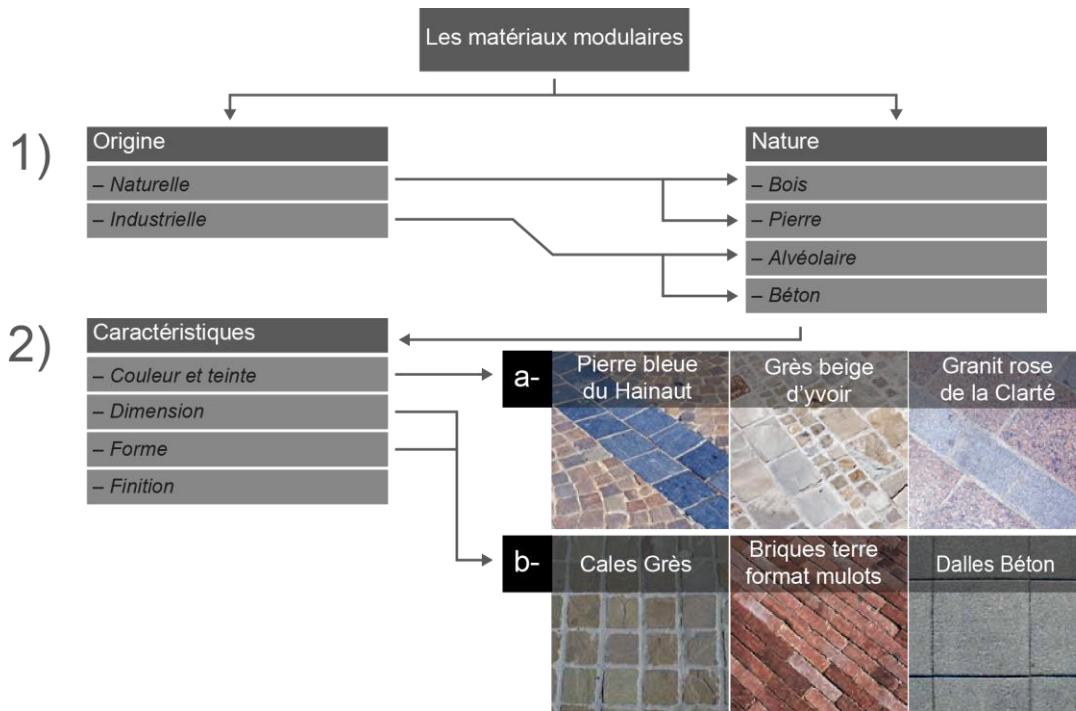 Les matériaux modulaires
1)
Origine
– Naturelle
– Industrielle
Nature
– Bois
– Pierre
– Alvéolaire
– Béton
2)
Caractéristiques
– Couleur et teinte
– Dimension
– Forme
– Finition
a-
Pierre bleue
du Hainaut
Grès beige
d'yvoir
Granit rose
de la Clarté
b-
Cales Grès
Briques terre
format mulots
Dalles Béton